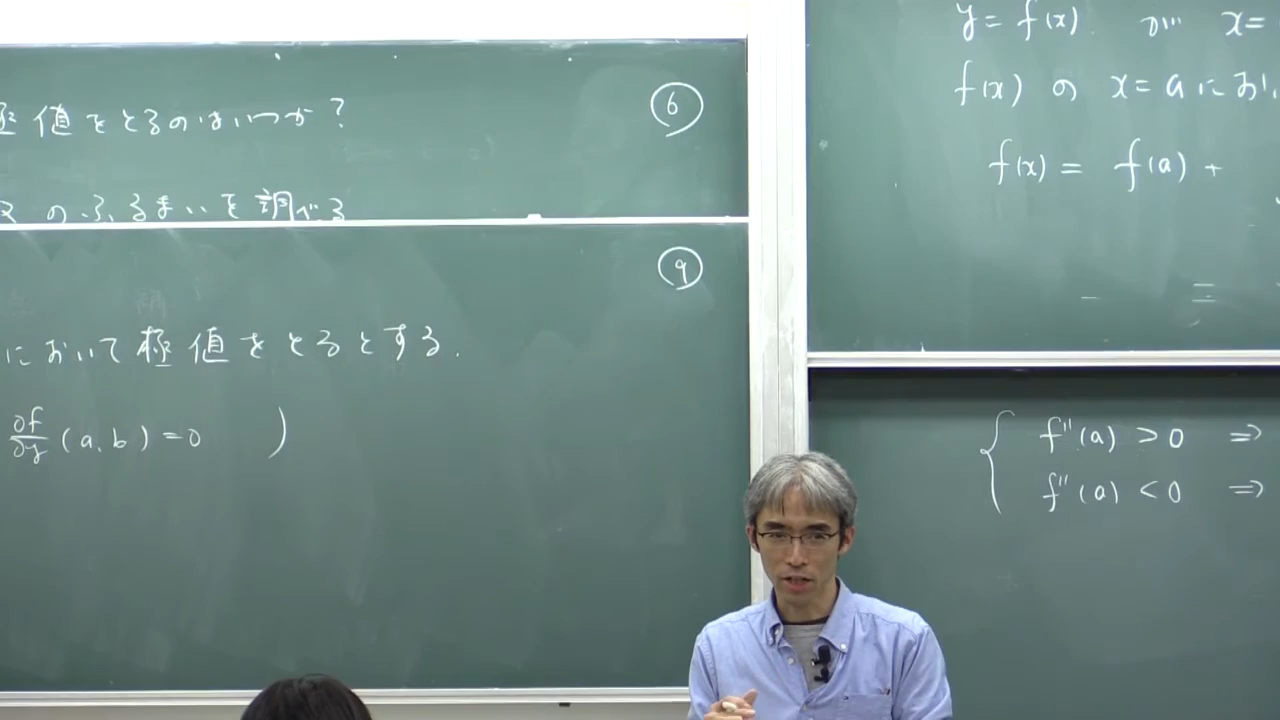 極値をとるのはいつか?
⑥
のふるまいを調べる
⑨
において極値をとるとする.
∂f/∂y (a, b) = 0 )
y = f(x) が x =
f(x) の x = a におい
f(x) = f(a) +
=
{ f''(a) > 0 ⇒
f''(a) < 0 ⇒